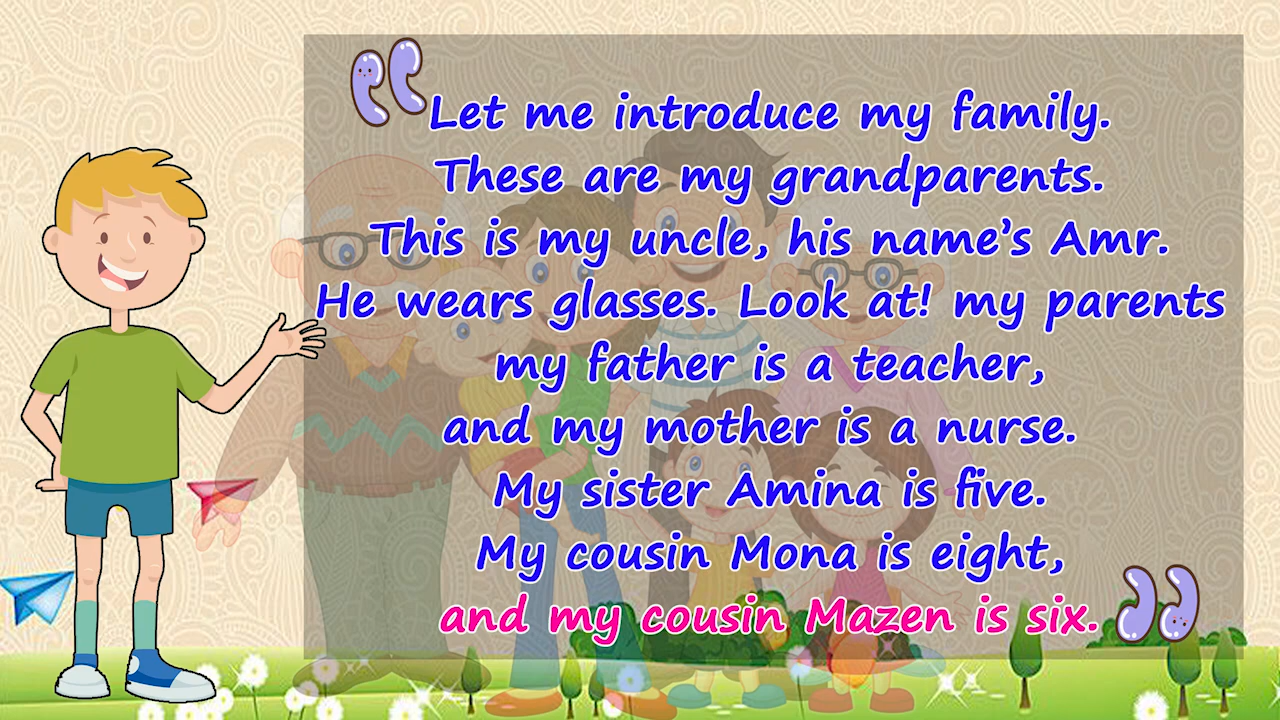 Let me introduce my family.
These are my grandparents.
This is my uncle, his name’s Amr.
He wears glasses. Look at! my parents
my father is a teacher,
and my mother is a nurse.
My sister Amina is five.
My cousin Mona is eight,
and my cousin Mazen is six.